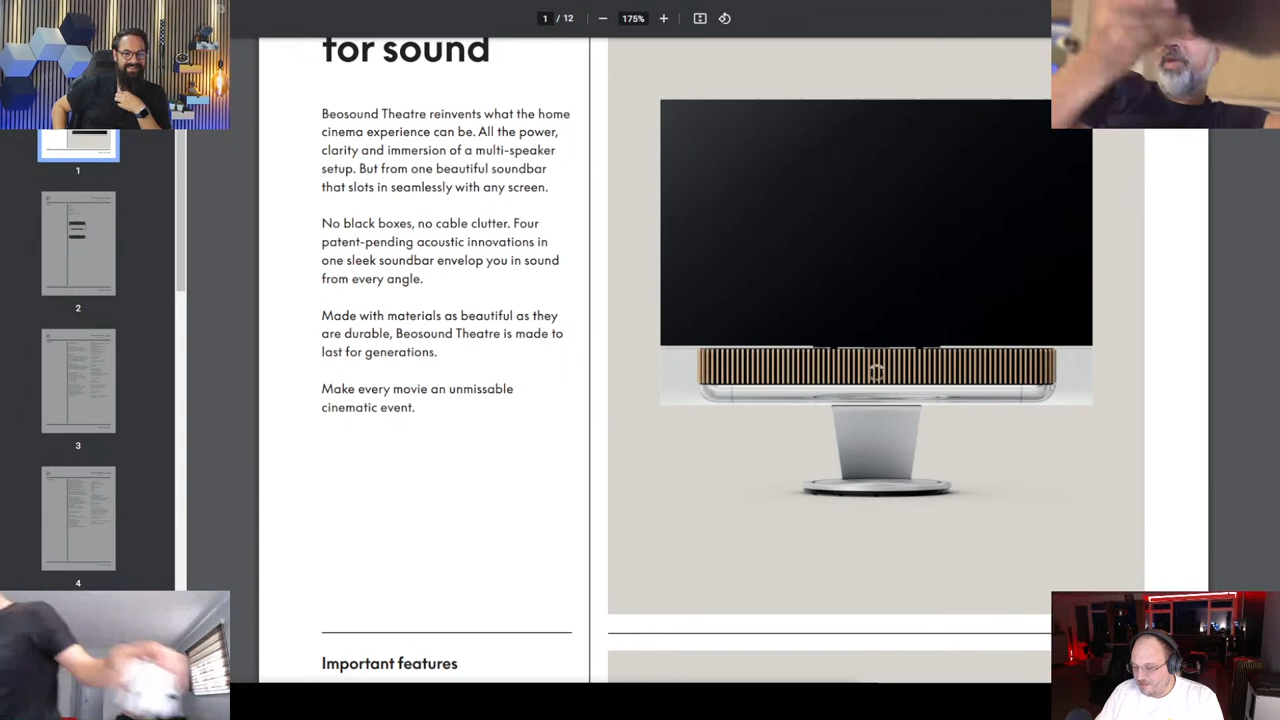 1 / 12
175%
for sound
Beosound Theatre reinvents what the home
cinema experience can be. All the power,
clarity and immersion of a multi-speaker
setup. But from one beautiful soundbar
that slots in seamlessly with any screen.
No black boxes, no cable clutter. Four
patent-pending acoustic innovations in
one sleek soundbar envelop you in sound
from every angle.
Made with materials as beautiful as they
are durable, Beosound Theatre is made to
last for generations.
Make every movie an unmissable
cinematic event.
Important features
1
2
3
4